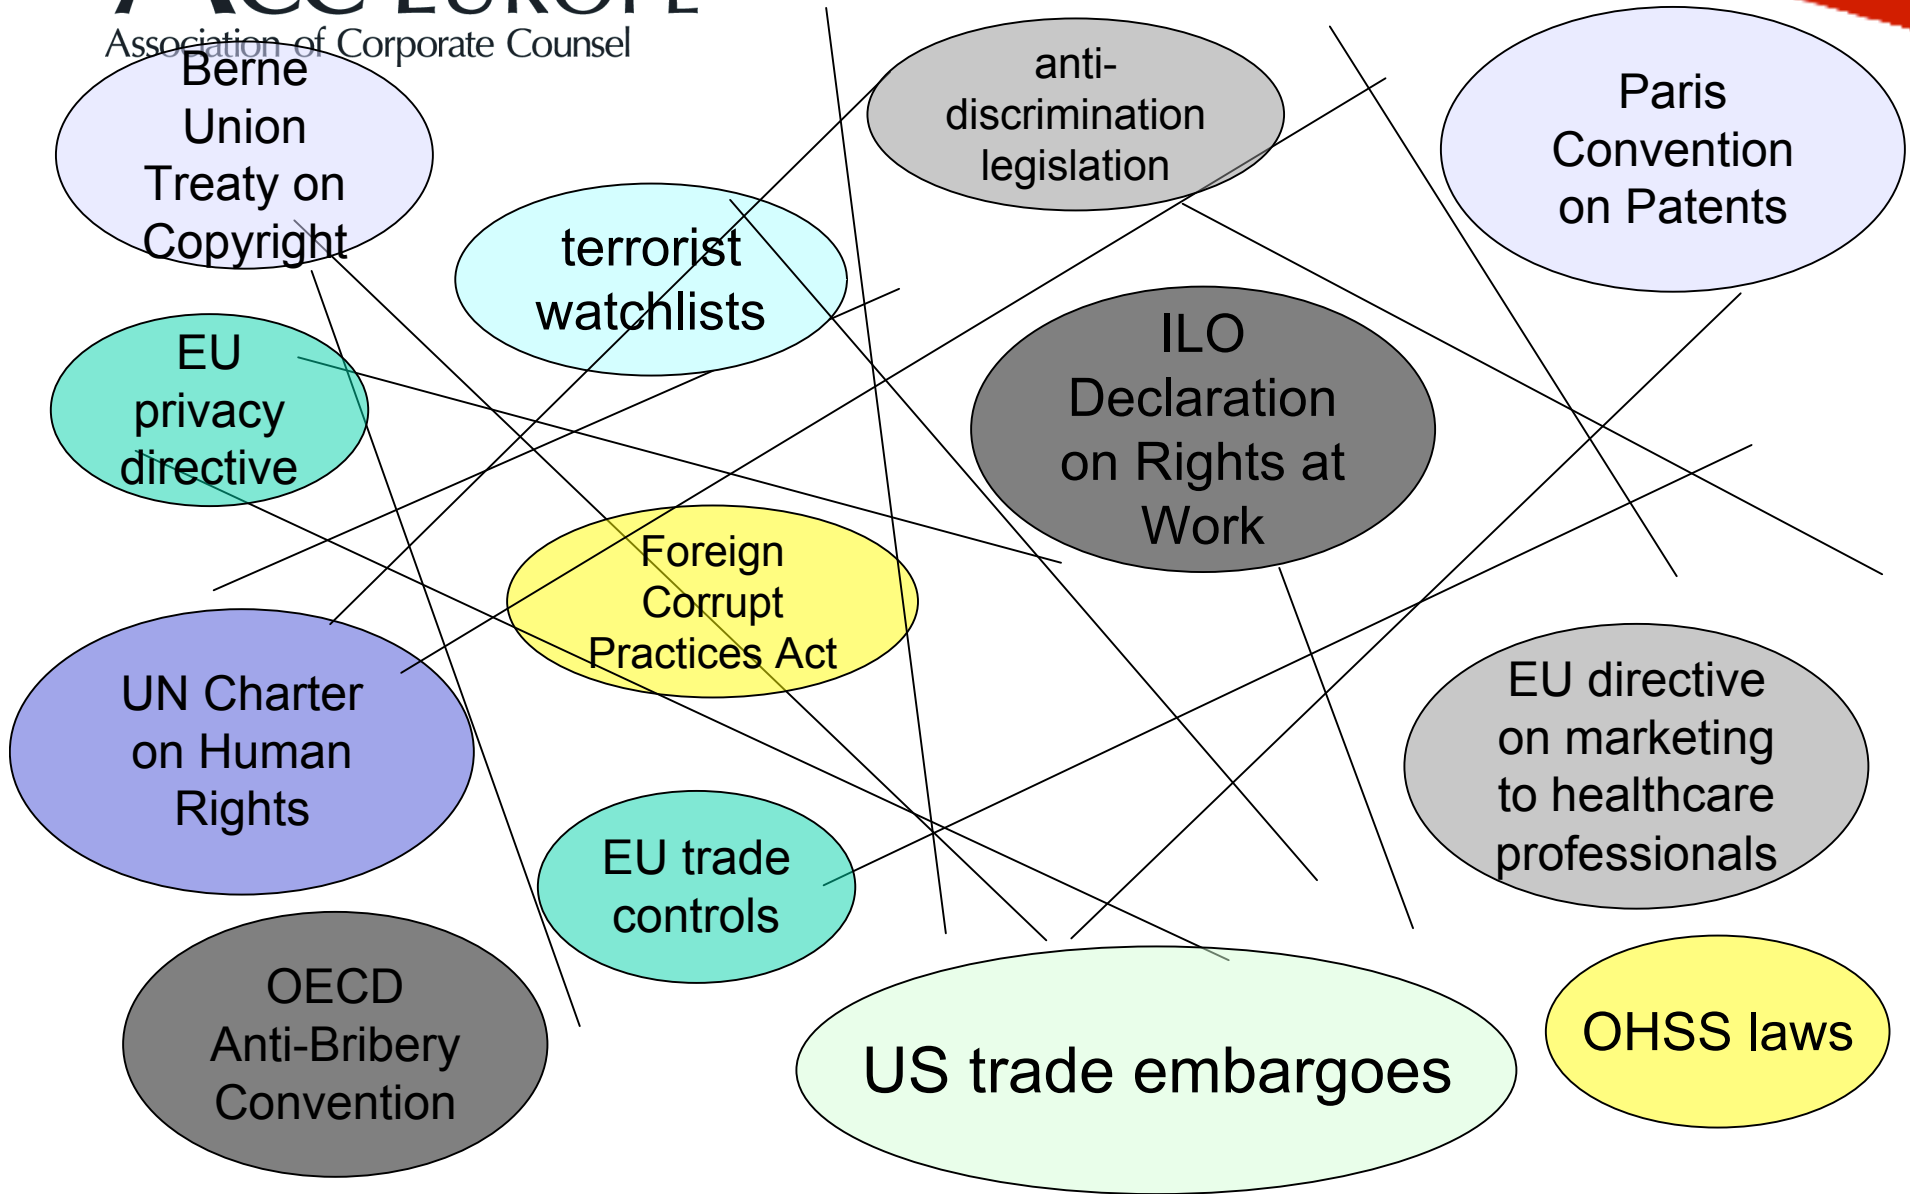 ACC EUROPE
Association of Corporate Counsel
Berne
Union
Treaty on
Copyright
anti-
discrimination
legislation
Paris
Convention
on Patents
terrorist
watchlists
EU
privacy
directive
ILO
Declaration
on Rights at
Work
Foreign
Corrupt
Practices Act
UN Charter
on Human
Rights
EU directive
on marketing
to healthcare
professionals
EU trade
controls
OECD
Anti-Bribery
Convention
US trade embargoes
OHSS laws